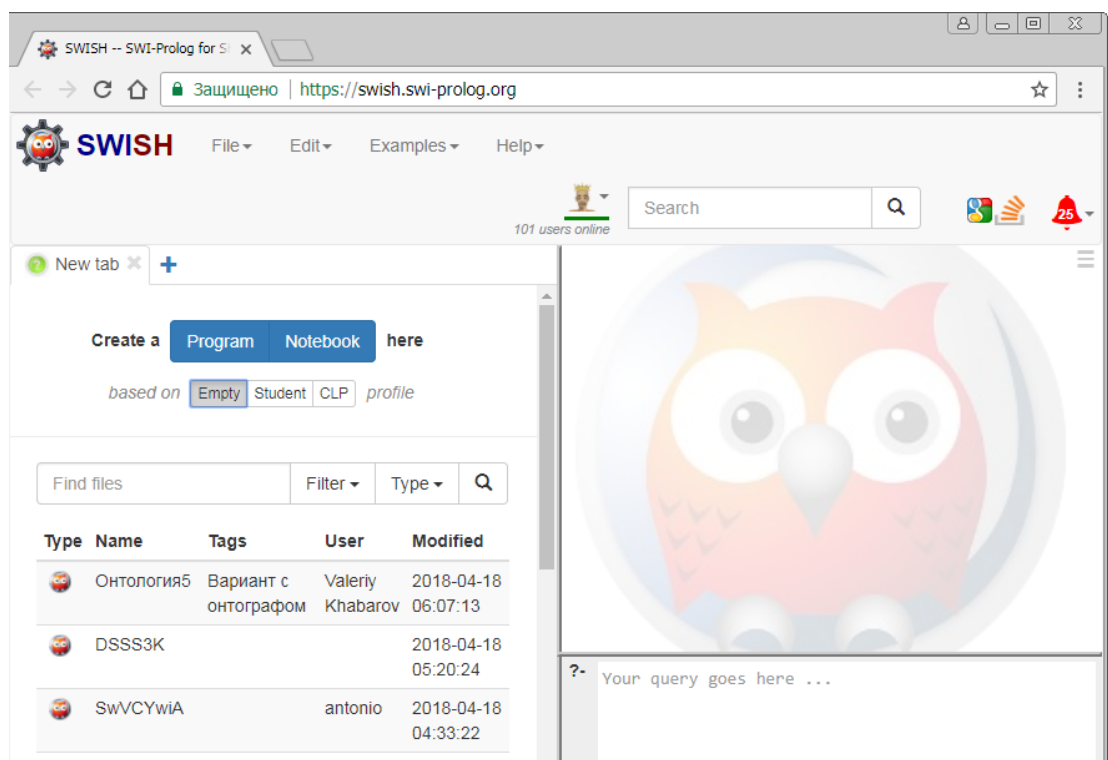 SWISH -- SWI-Prolog for S
Защищено https://swish.swi-prolog.org
SWISH File Edit Examples Help
101 users online
Search
25
New tab
Create a Program Notebook here
based on Empty Student CLP profile
Find files Filter Type
Type Name Tags User Modified
Онтология5 Вариант с онтографом Valeriy Khabarov 2018-04-18 06:07:13
DSSS3K 2018-04-18 05:20:24
SwVCYwiA antonio 2018-04-18 04:33:22
?- Your query goes here ...